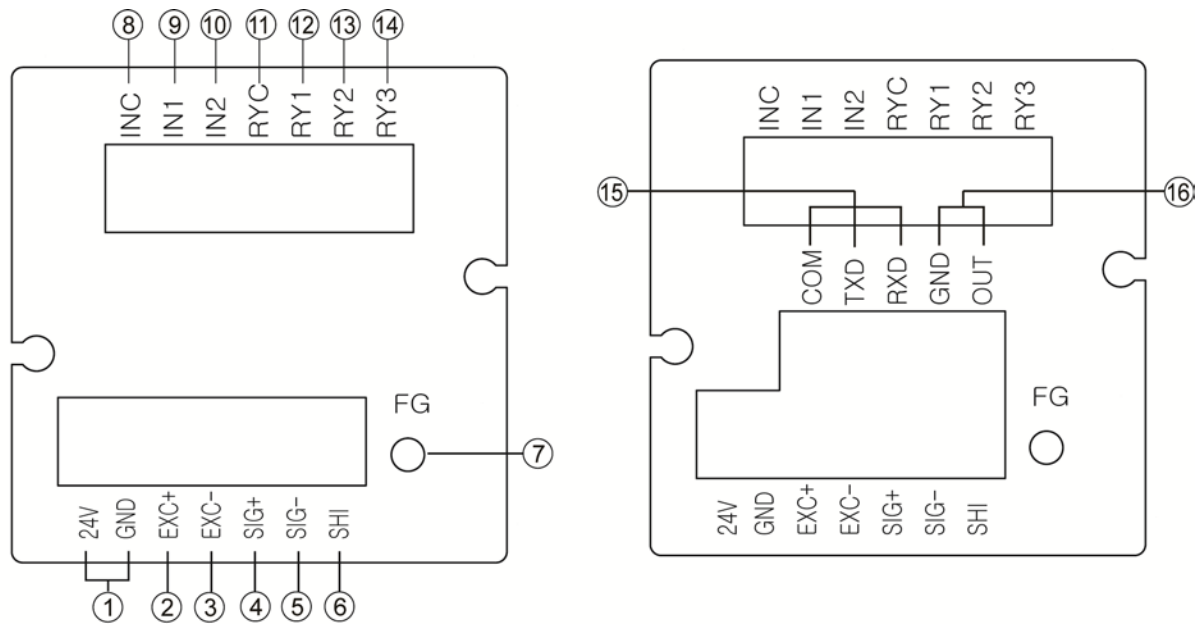 ⑧ ⑨ ⑩ ⑪ ⑫ ⑬ ⑭
INC IN1 IN2 RYC RY1 RY2 RY3
FG
⑦
24V GND EXC+ EXC- SIG+ SIG- SHI
① ② ③ ④ ⑤ ⑥
INC IN1 IN2 RYC RY1 RY2 RY3
⑮ ⑯
COM TXD RXD GND OUT
FG
24V GND EXC+ EXC- SIG+ SIG- SHI